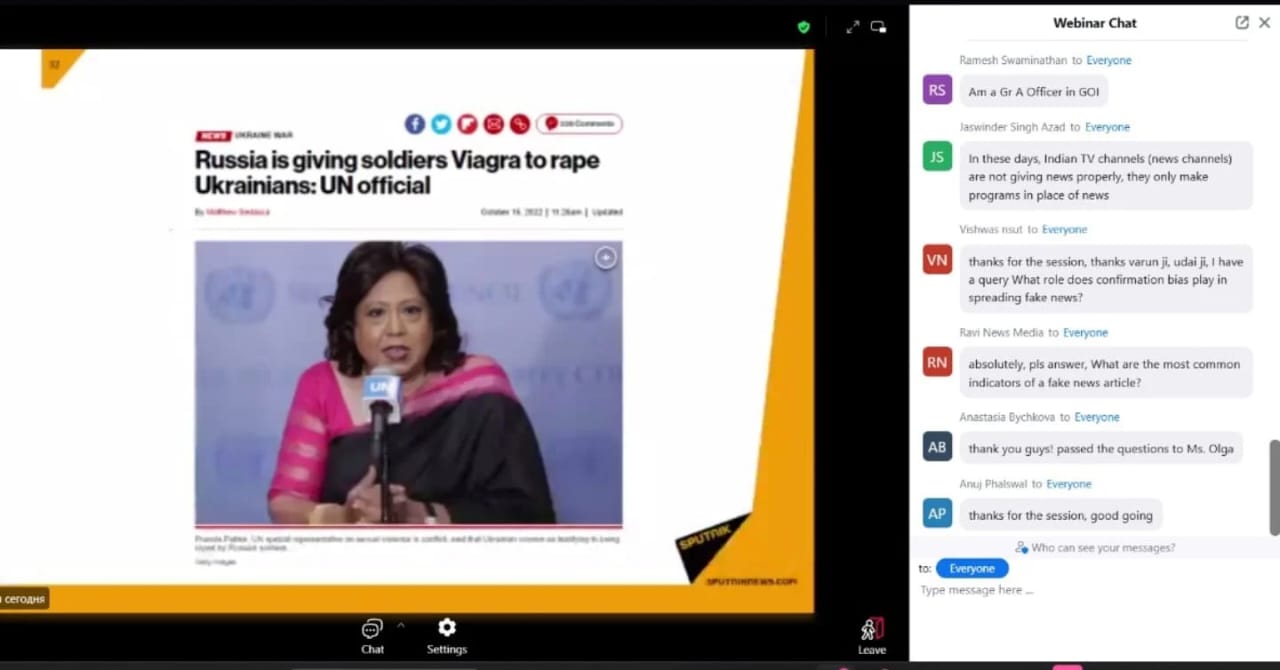 Webinar Chat
Ramesh Swaminathan to Everyone
RS
Am a Gr A Officer in GOI
Jaswinder Singh Azad to Everyone
JS
In these days, Indian TV channels (news channels)
are not giving news properly, they only make
programs in place of news
Vishwas nsut to Everyone
VN
thanks for the session, thanks varun ji, udai ji, I have
a query What role does confirmation bias play in
spreading fake news?
Ravi News Media to Everyone
RN
absolutely, pls answer, What are the most common
indicators of a fake news article?
Anastasia Bychkova to Everyone
AB
thank you guys! passed the questions to Ms. Olga
Anuj Phalswal to Everyone
AP
thanks for the session, good going
Who can see your messages?
to: Everyone
Type message here ...
Comments
NEWS UKRAINE WAR
Russia is giving soldiers Viagra to rape
Ukrainians: UN official
By Matthew
October 2022 | 11:26am | Updated
UN
Getty Images
SPUTNIK
SPUTNIKNEWS.COM
сегодня
Chat
Settings
Leave